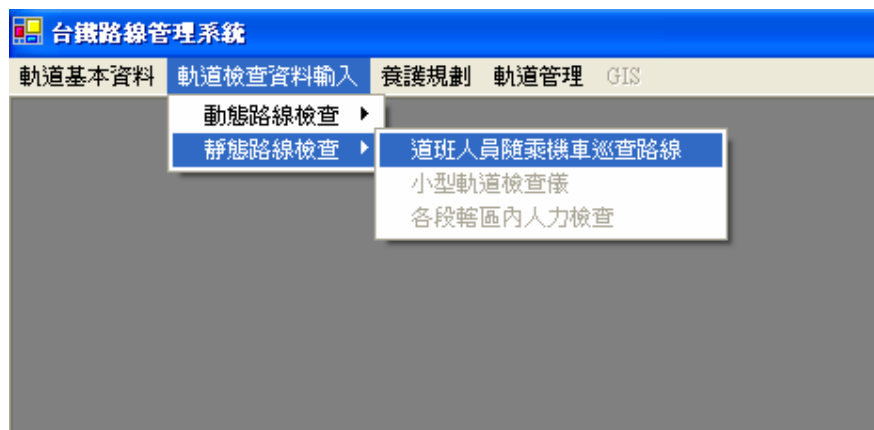 台鐵路線管理系統
軌道基本資料 軌道檢查資料輸入 養護規劃 軌道管理 GIS
動態路線檢查
靜態路線檢查 道班人員隨乘機車巡查路線
小型軌道檢查儀
各段轄區內人力檢查